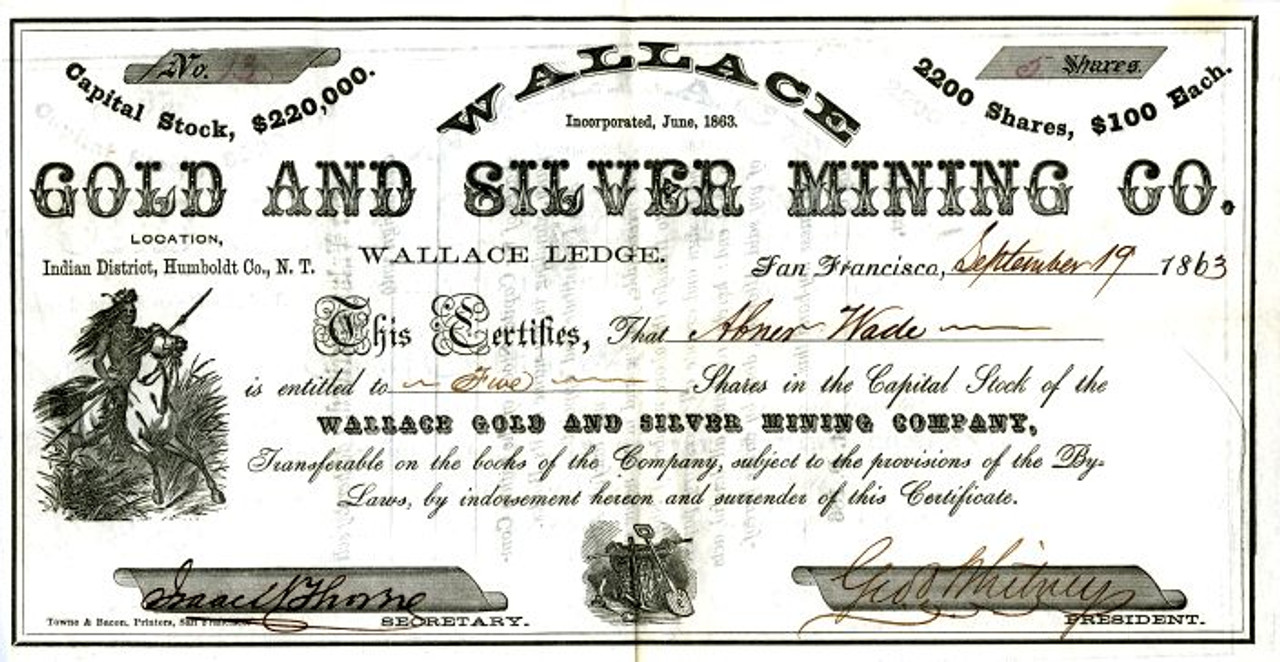 No. 13
Capital Stock, $220,000.
WALLACE
Incorporated, June, 1863.
5 Shares.
2200 Shares, $100 Each.
GOLD AND SILVER MINING CO.
LOCATION,
Indian District, Humboldt Co., N. T.
WALLACE LEDGE.
San Francisco, September 19 1863
This Certifies, That Abner Wade
is entitled to Five Shares in the Capital Stock of the
WALLACE GOLD AND SILVER MINING COMPANY,
Transferable on the books of the Company, subject to the provisions of the By-
Laws, by indorsement hereon and surrender of this Certificate.
Isaac N Thorne
SECRETARY.
Geo B Whitney
PRESIDENT.
Towne & Bacon, Printers, San Francisco